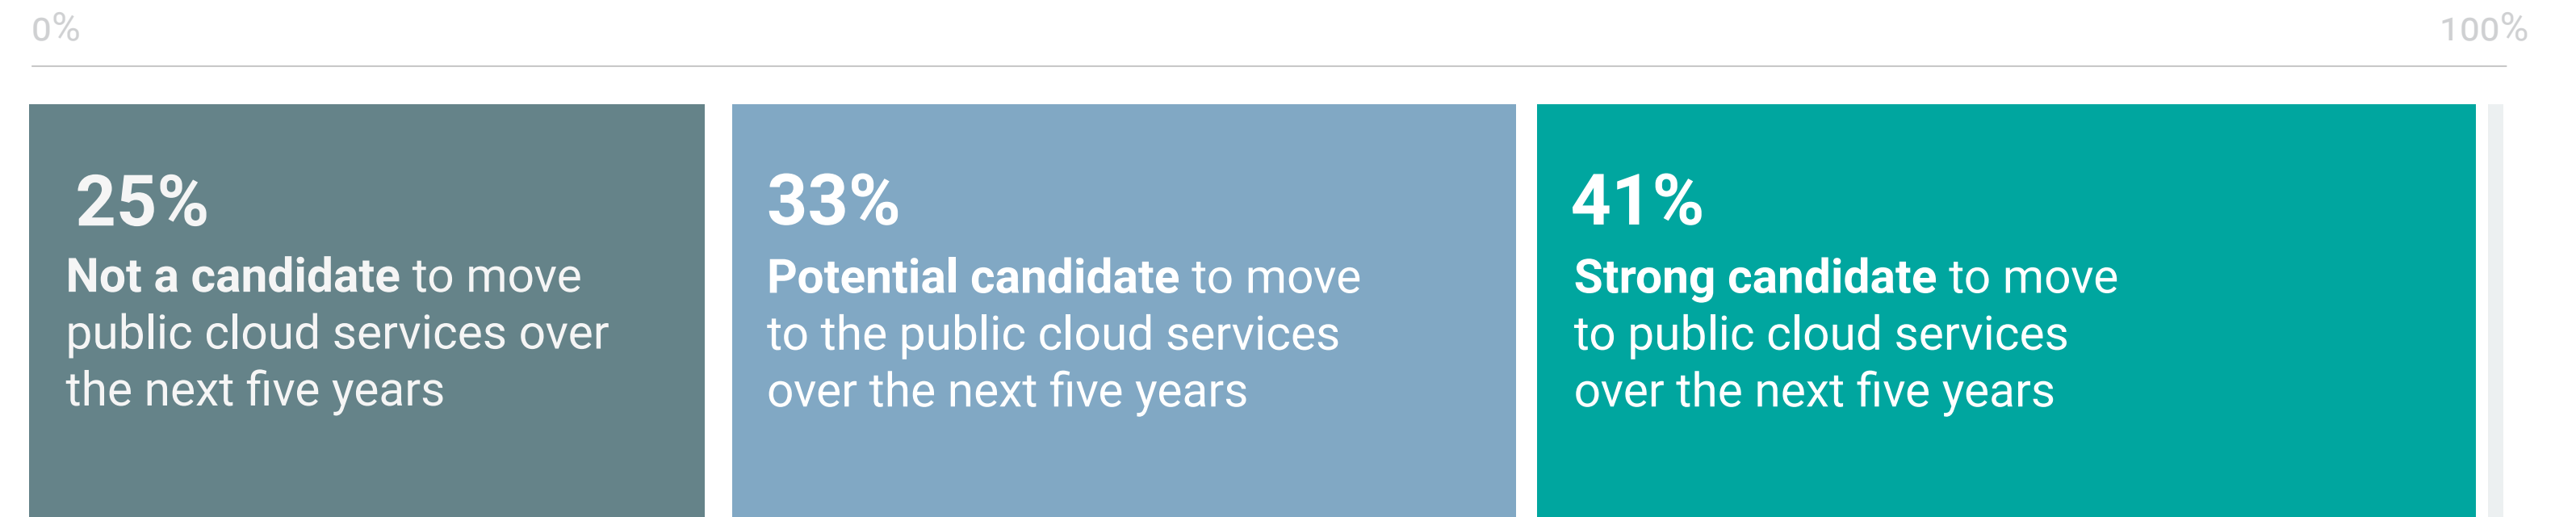 0%
100%
25%
Not a candidate to move
public cloud services over
the next five years
33%
Potential candidate to move
to the public cloud services
over the next five years
41%
Strong candidate to move
to public cloud services
over the next five years